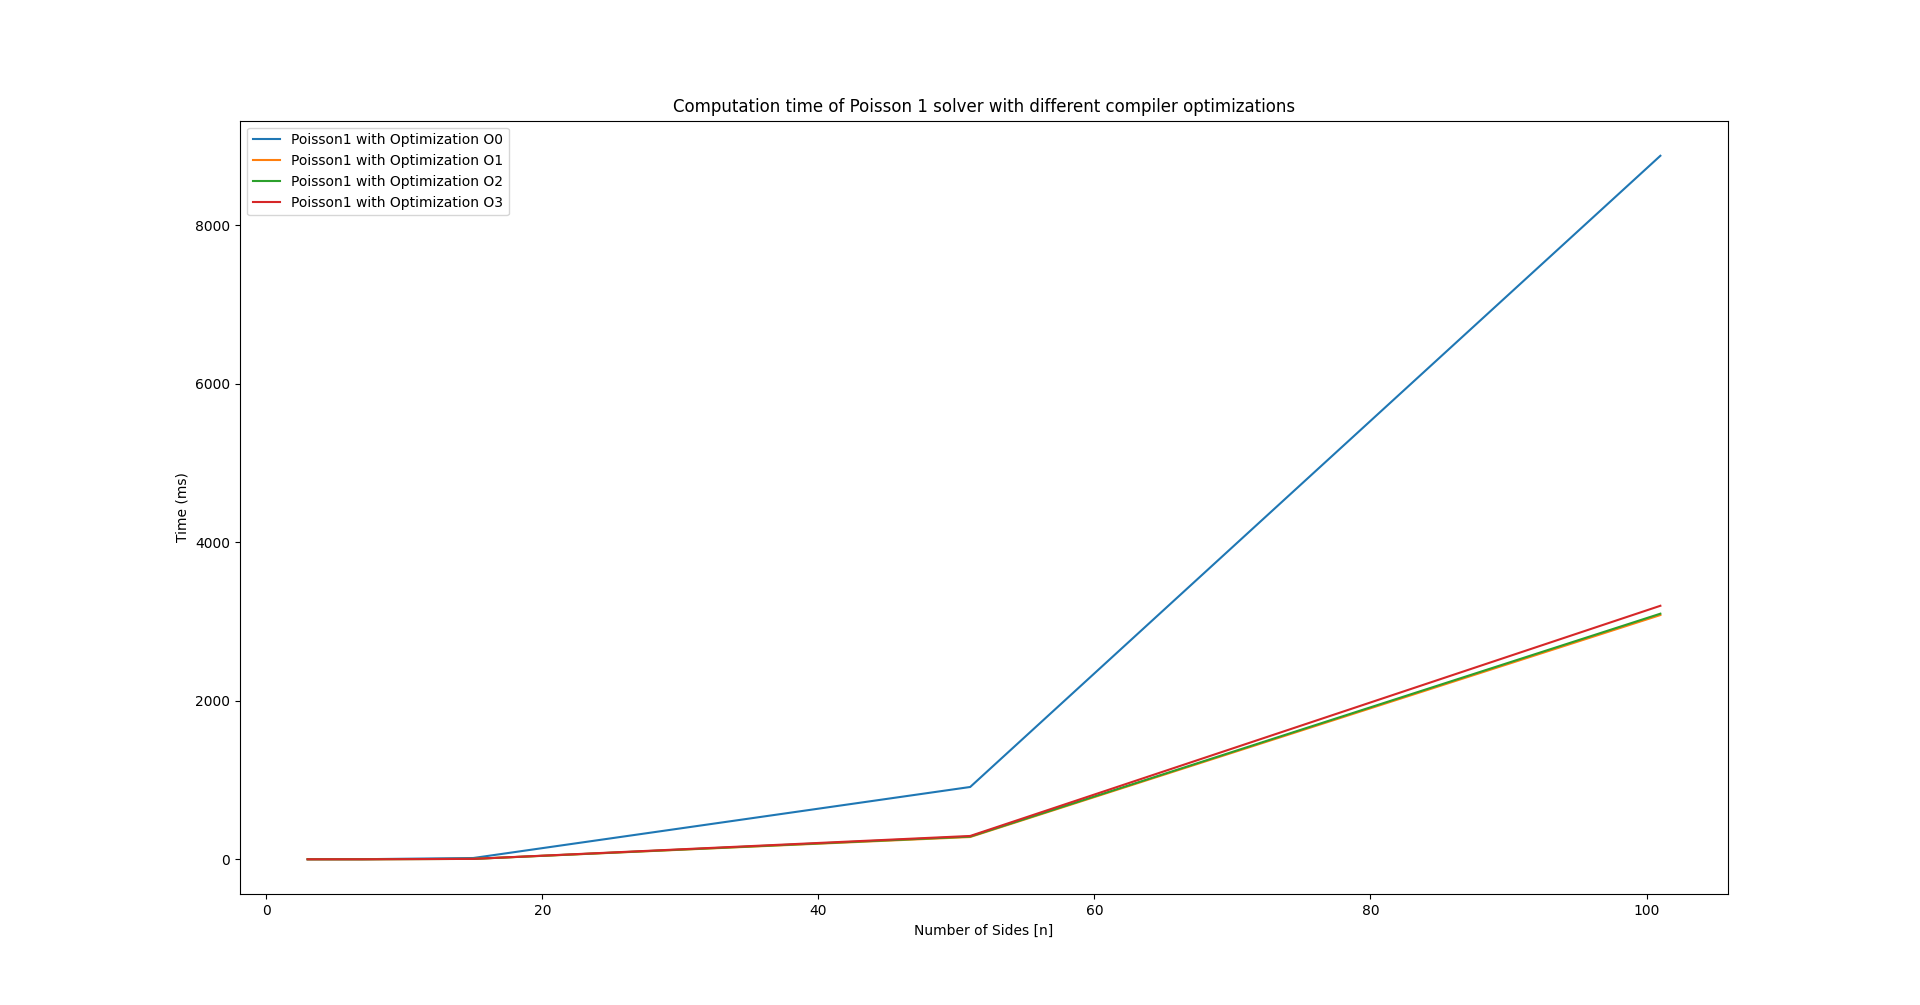 Computation time of Poisson 1 solver with different compiler optimizations
Poisson1 with Optimization O0
Poisson1 with Optimization O1
Poisson1 with Optimization O2
Poisson1 with Optimization O3
8000
6000
4000
2000
0
Time (ms)
0 20 40 60 80 100
Number of Sides [n]